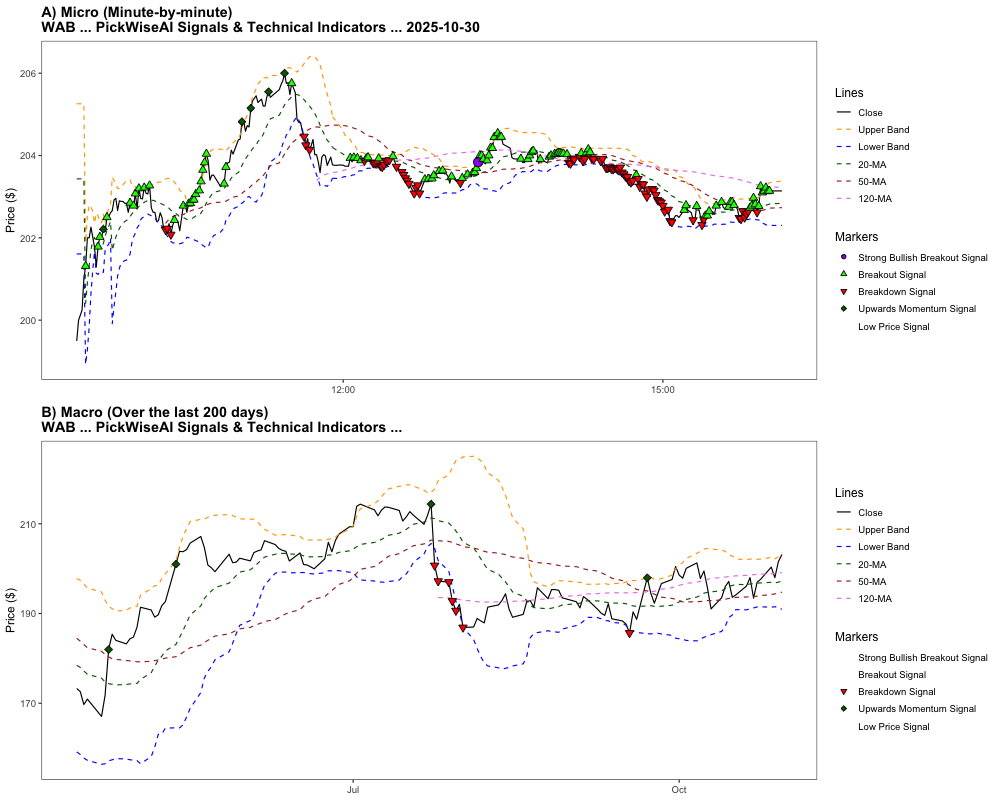 A) Micro (Minute-by-minute)
WAB ... PickWiseAI Signals & Technical Indicators ... 2025-10-30
Price ($)
206
204
202
200
12:00
15:00
Lines
Close
Upper Band
Lower Band
20-MA
50-MA
120-MA
Markers
Strong Bullish Breakout Signal
Breakout Signal
Breakdown Signal
Upwards Momentum Signal
Low Price Signal
B) Macro (Over the last 200 days)
WAB ... PickWiseAI Signals & Technical Indicators ...
Price ($)
210
190
170
Jul
Oct
Lines
Close
Upper Band
Lower Band
20-MA
50-MA
120-MA
Markers
Strong Bullish Breakout Signal
Breakout Signal
Breakdown Signal
Upwards Momentum Signal
Low Price Signal